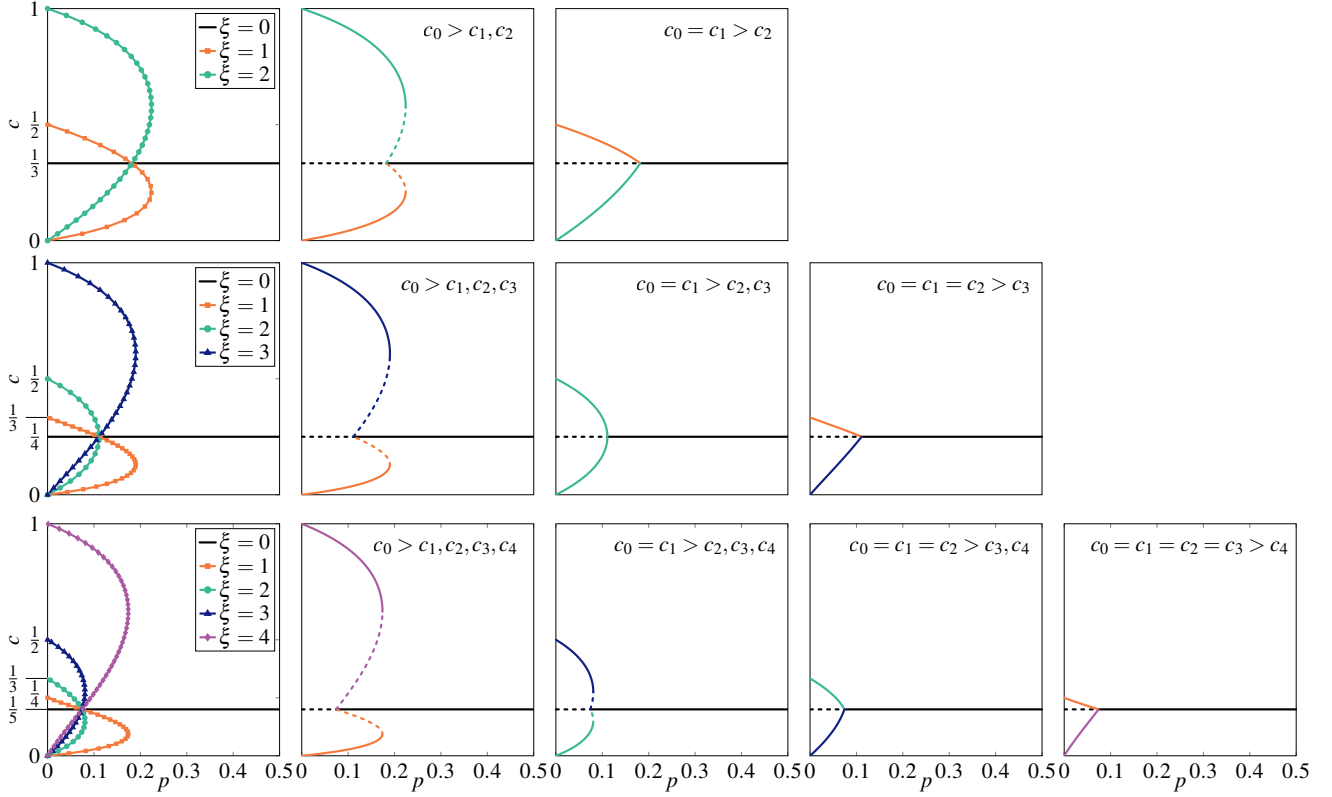 1
c
1/2
1/3
0
ξ = 0
ξ = 1
ξ = 2
c₀ > c₁, c₂
c₀ = c₁ > c₂
1
c
1/2
1/3
1/4
0
ξ = 0
ξ = 1
ξ = 2
ξ = 3
c₀ > c₁, c₂, c₃
c₀ = c₁ > c₂, c₃
c₀ = c₁ = c₂ > c₃
1
c
1/2
1/3
1/4
1/5
0
ξ = 0
ξ = 1
ξ = 2
ξ = 3
ξ = 4
c₀ > c₁, c₂, c₃, c₄
c₀ = c₁ > c₂, c₃, c₄
c₀ = c₁ = c₂ > c₃, c₄
c₀ = c₁ = c₂ = c₃ > c₄
0 0.1 0.2 0.3 0.4 0.5
p
0 0.1 0.2 0.3 0.4 0.5
p
0 0.1 0.2 0.3 0.4 0.5
p
0 0.1 0.2 0.3 0.4 0.5
p
0 0.1 0.2 0.3 0.4 0.5
p